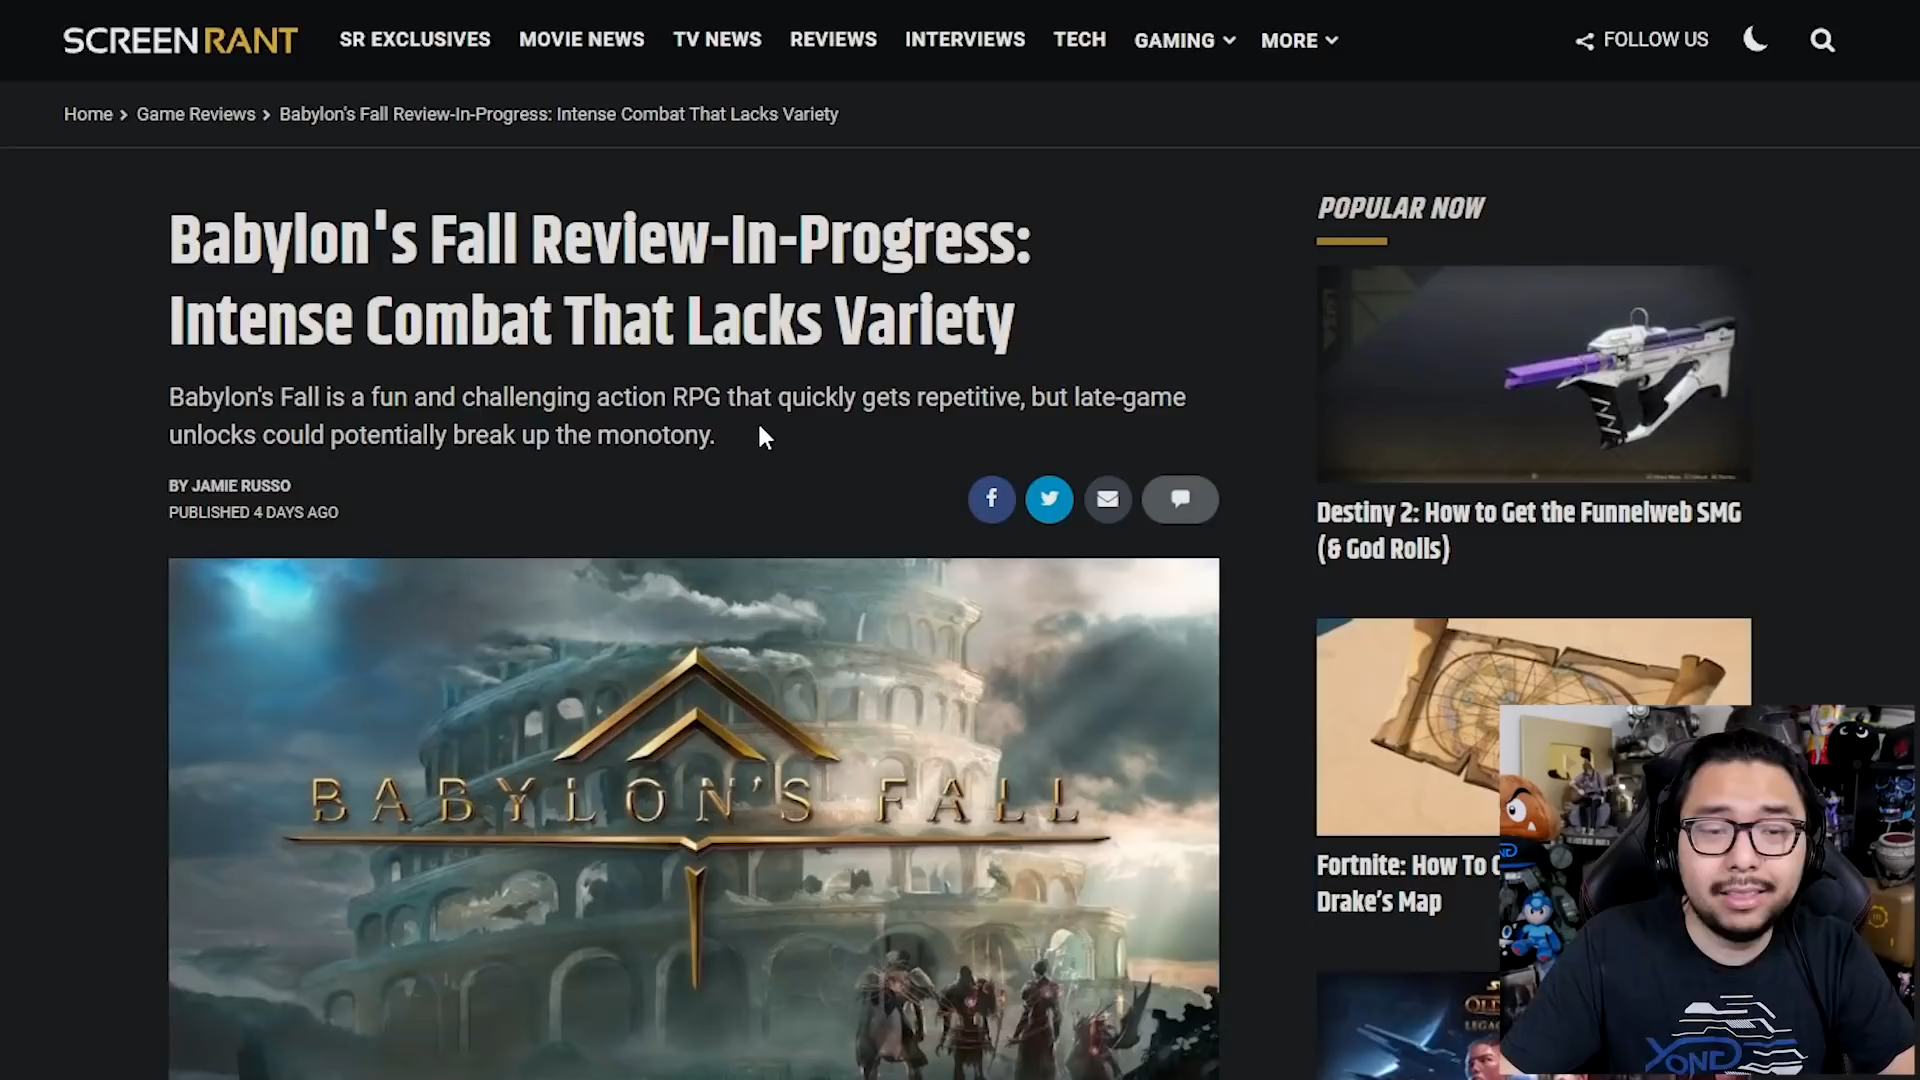 SCREENRANT SR EXCLUSIVES MOVIE NEWS TV NEWS REVIEWS INTERVIEWS TECH GAMING MORE FOLLOW US
Home > Game Reviews > Babylon's Fall Review-In-Progress: Intense Combat That Lacks Variety
Babylon's Fall Review-In-Progress:
Intense Combat That Lacks Variety
Babylon's Fall is a fun and challenging action RPG that quickly gets repetitive, but late-game
unlocks could potentially break up the monotony.
BY JAMIE RUSSO
PUBLISHED 4 DAYS AGO
BABYLON'S FALL
POPULAR NOW
Destiny 2: How to Get the Funnelweb SMG
(& God Rolls)
Fortnite: How To
Drake's Map